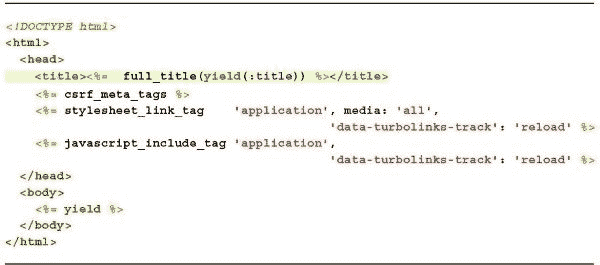 <!DOCTYPE html>
<html>
  <head>
    <title><%= full_title(yield(:title)) %></title>
    <%= csrf_meta_tags %>
    <%= stylesheet_link_tag    'application', media: 'all',
                                           'data-turbolinks-track': 'reload' %>
    <%= javascript_include_tag 'application',
                                           'data-turbolinks-track': 'reload' %>
  </head>
  <body>
    <%= yield %>
  </body>
</html>